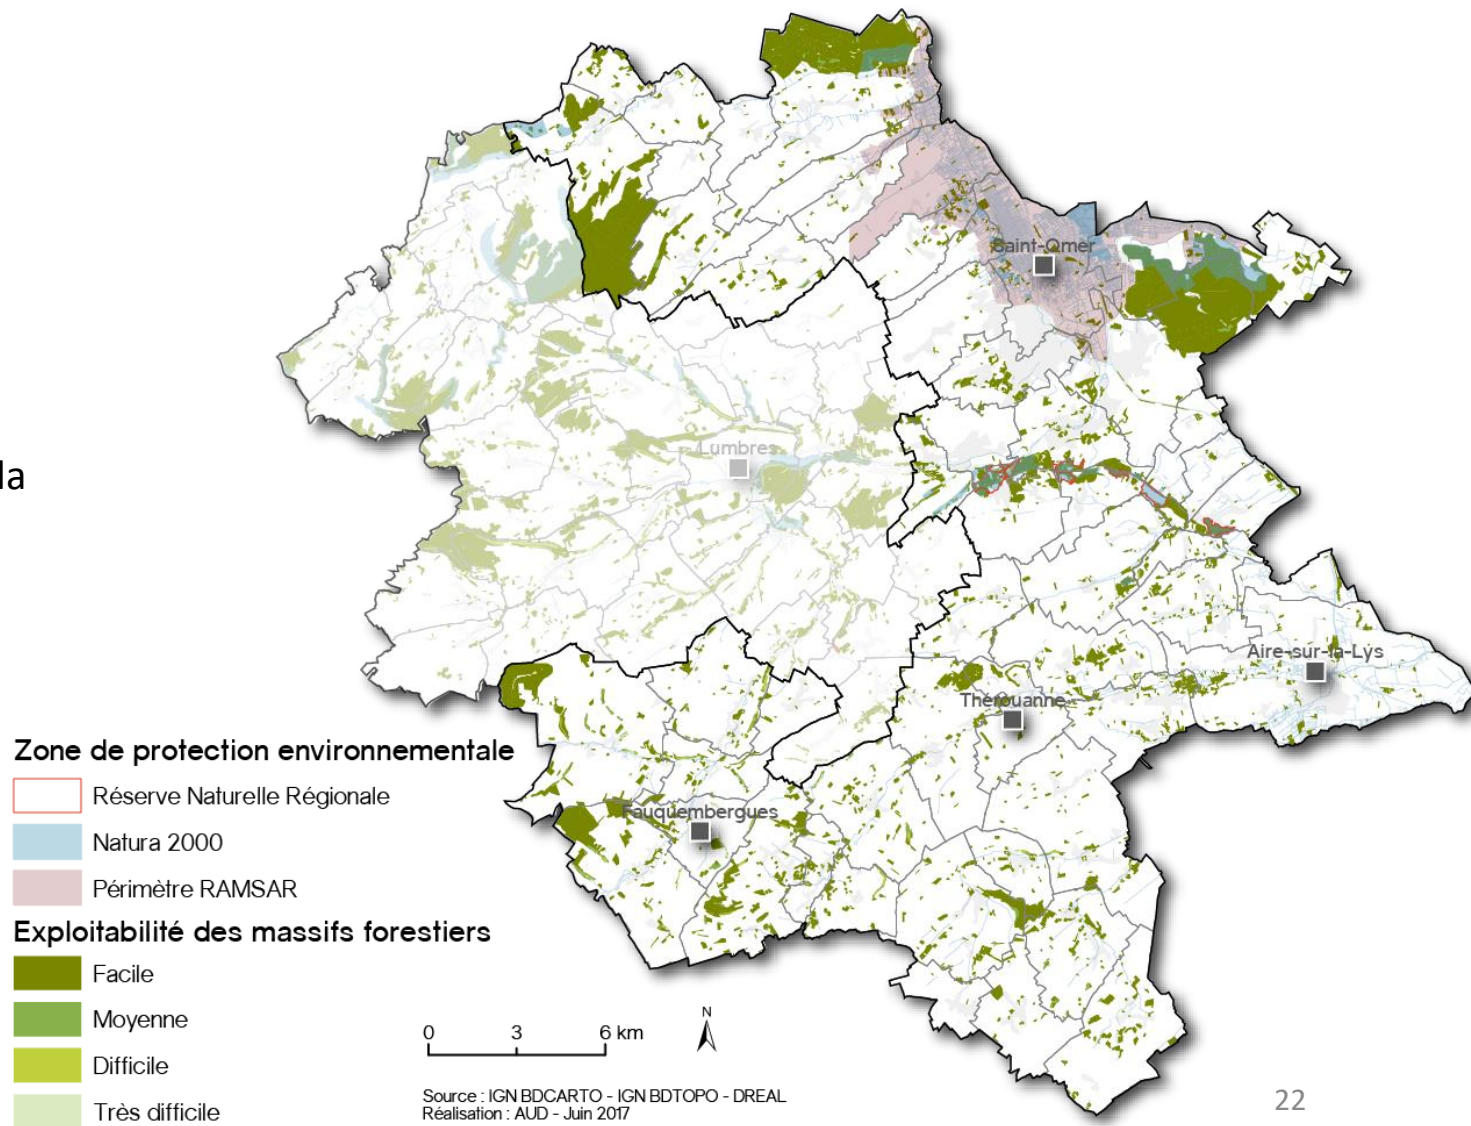 Saint-Omer
Lumbres
la
Aire-sur-la-Lys
Thérouanne
Zone de protection environnementale
Réserve Naturelle Régionale
Fauquembergues
Natura 2000
Périmètre RAMSAR
Exploitabilité des massifs forestiers
Facile
Moyenne
Difficile
Très difficile
0 3 6 km
N
Source : IGN BDCARTO - IGN BDTOPO - DREAL
Réalisation : AUD - Juin 2017
22